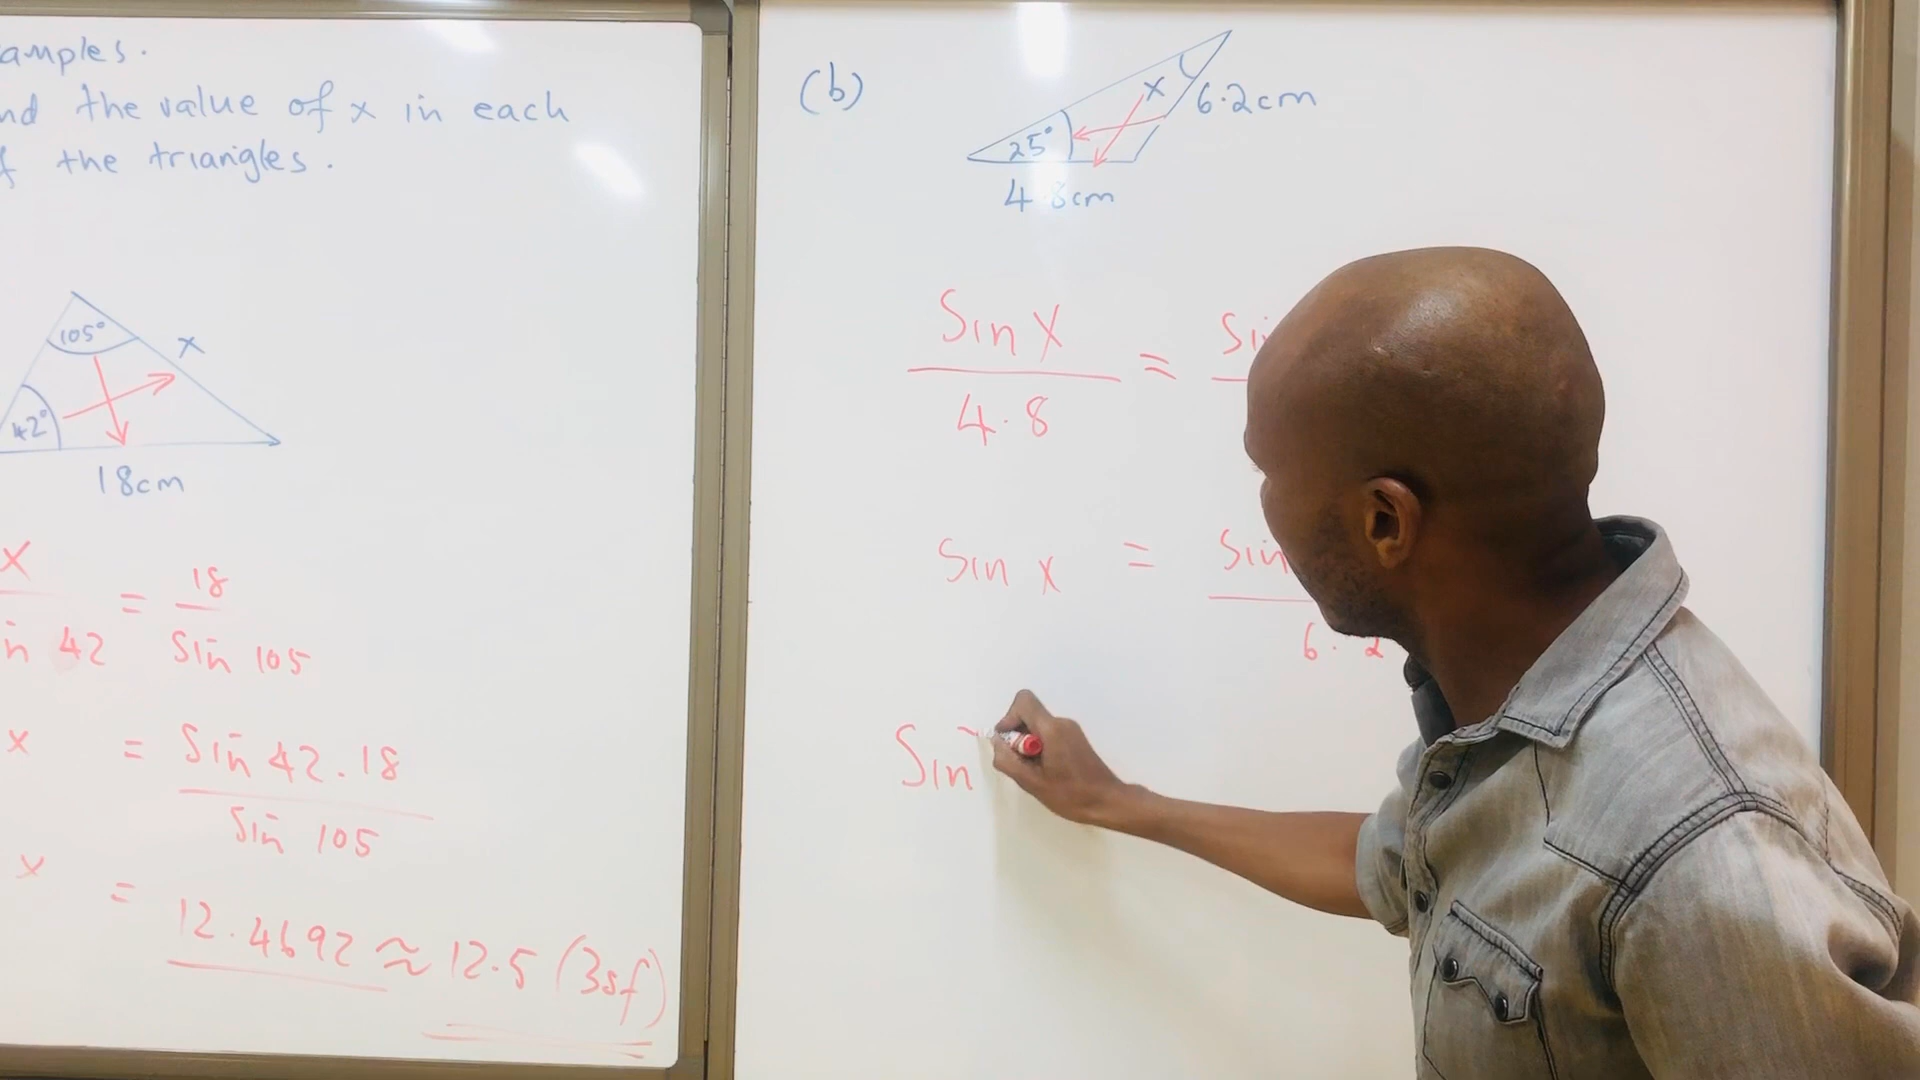 amples.
nd the value of x in each
f the triangles.
105°
x
42°
18cm
x = 18
n 42 sin 105
x = sin 42.18
sin 105
x = 12.4692 ≈ 12.5 (3sf)
(b)
x
6.2cm
25°
4.8cm
Sin x =
4.8
Sin x = Sin
6.2
Sin